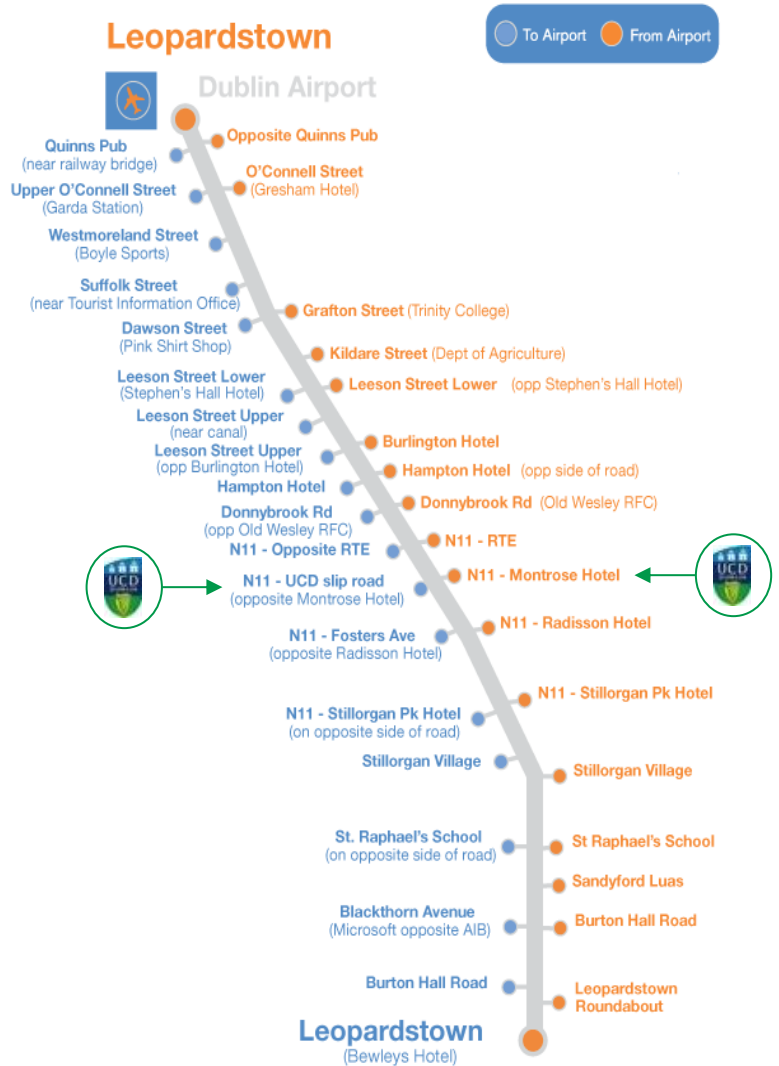 Leopardstown
To Airport
From Airport
Dublin Airport
Opposite Quinns Pub
Quinns Pub
(near railway bridge)
O'Connell Street
(Gresham Hotel)
Upper O'Connell Street
(Garda Station)
Westmoreland Street
(Boyle Sports)
Suffolk Street
(near Tourist Information Office)
Grafton Street (Trinity College)
Dawson Street
(Pink Shirt Shop)
Kildare Street (Dept of Agriculture)
Leeson Street Lower
(Stephen's Hall Hotel)
Leeson Street Lower (opp Stephen's Hall Hotel)
Leeson Street Upper
(near canal)
Burlington Hotel
Leeson Street Upper
(opp Burlington Hotel)
Hampton Hotel (opp side of road)
Hampton Hotel
Donnybrook Rd (Old Wesley RFC)
Donnybrook Rd
(opp Old Wesley RFC)
N11 - RTE
N11 - Opposite RTE
UCD
N11 - UCD slip road
(opposite Montrose Hotel)
N11 - Montrose Hotel
UCD
N11 - Radisson Hotel
N11 - Fosters Ave
(opposite Radisson Hotel)
N11 - Stillorgan Pk Hotel
N11 - Stillorgan Pk Hotel
(on opposite side of road)
Stillorgan Village
Stillorgan Village
St. Raphael's School
(on opposite side of road)
St Raphael's School
Sandyford Luas
Blackthorn Avenue
(Microsoft opposite AIB)
Burton Hall Road
Burton Hall Road
Leopardstown
Roundabout
Leopardstown
(Bewleys Hotel)